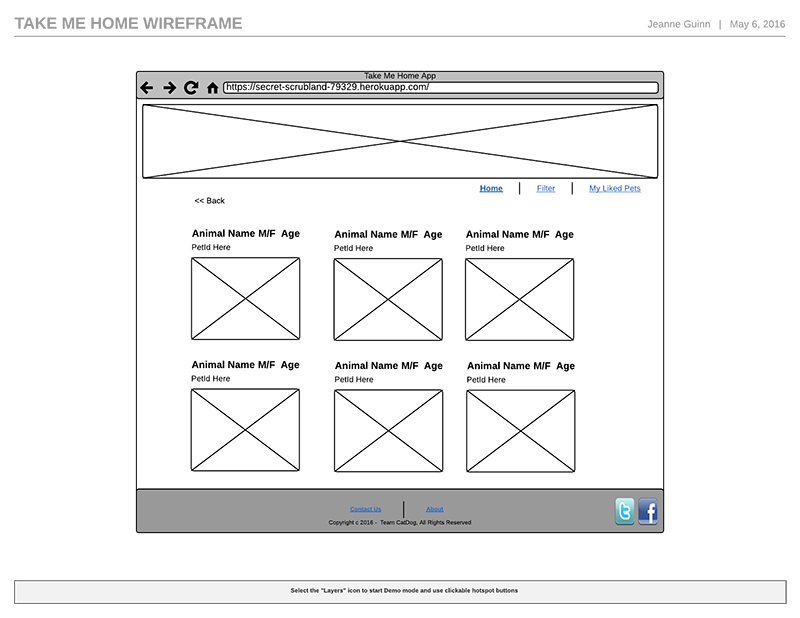 TAKE ME HOME WIREFRAME
Jeanne Guinn | May 6, 2016
Take Me Home App
https://secret-scrubland-79329.herokuapp.com/
Home | Filter | My Liked Pets
<< Back
Animal Name M/F Age
PetId Here
Animal Name M/F Age
PetId Here
Animal Name M/F Age
PetId Here
Animal Name M/F Age
PetId Here
Animal Name M/F Age
PetId Here
Animal Name M/F Age
PetId Here
Contact Us | About
Copyright c 2016 - Team CatDog, All Rights Reserved
Select the "Layers" icon to start Demo mode and use clickable hotspot buttons